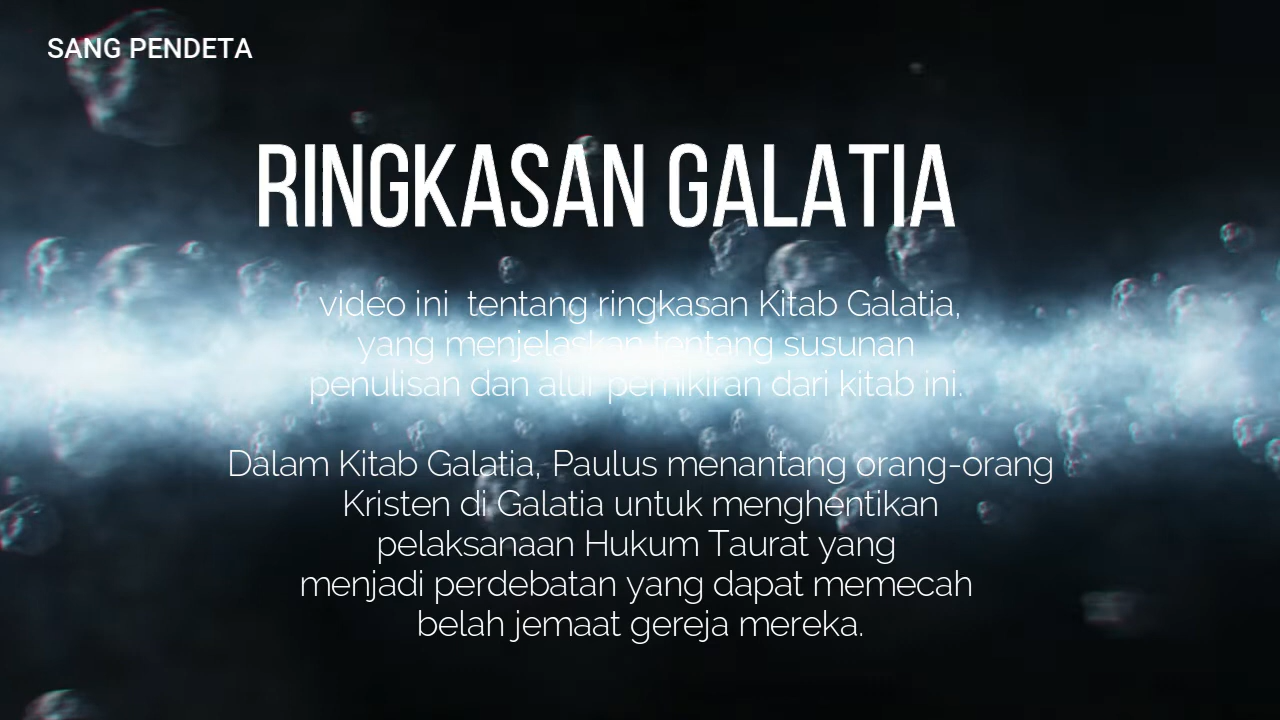 SANG PENDETA
RINGKASAN GALATIA
video ini tentang ringkasan Kitab Galatia,
yang menjelaskan tentang susunan
penulisan dan alur pemikiran dari kitab ini.
Dalam Kitab Galatia, Paulus menantang orang-orang
Kristen di Galatia untuk menghentikan
pelaksanaan Hukum Taurat yang
menjadi perdebatan yang dapat memecah
belah jemaat gereja mereka.